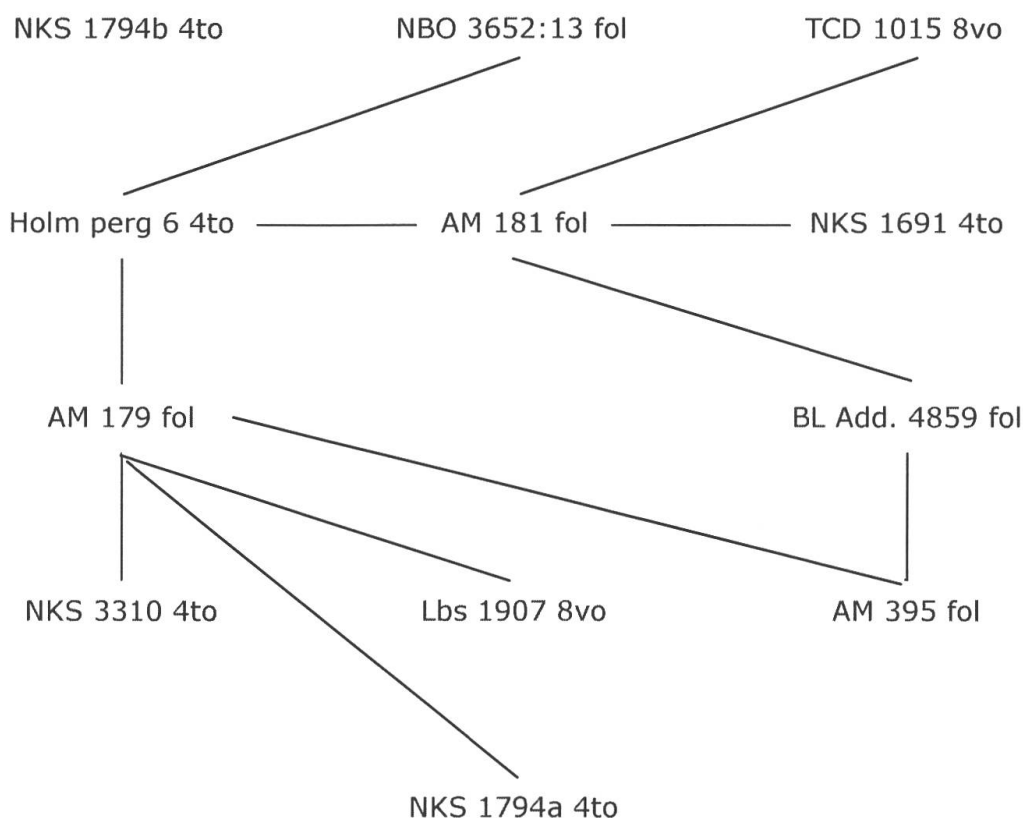 NKS 1794b 4to NBO 3652:13 fol TCD 1015 8vo
Holm perg 6 4to AM 181 fol NKS 1691 4to
AM 179 fol BL Add. 4859 fol
NKS 3310 4to Lbs 1907 8vo AM 395 fol
NKS 1794a 4to